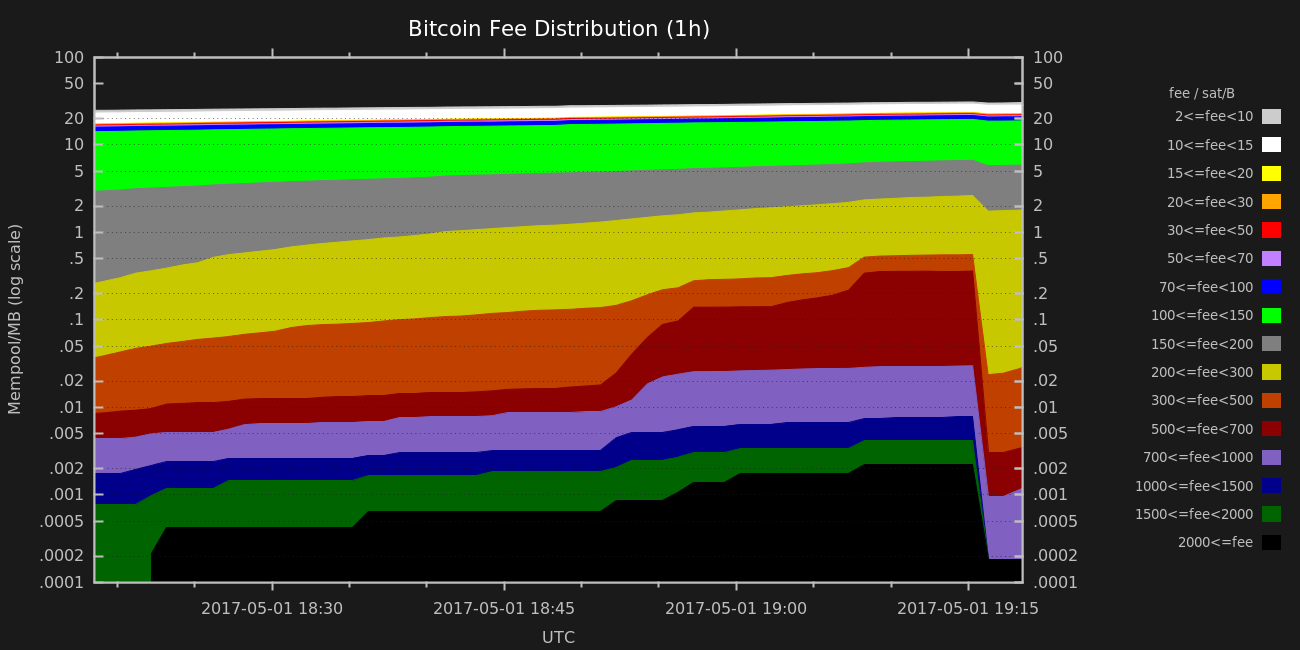 Bitcoin Fee Distribution (1h)
100
50
20
10
5
2
1
.5
.2
.1
.05
.02
.01
.005
.002
.001
.0005
.0002
.0001
Mempool/MB (log scale)
100
50
20
10
5
2
1
.5
.2
.1
.05
.02
.01
.005
.002
.001
.0005
.0002
.0001
2017-05-01 18:30
2017-05-01 18:45
2017-05-01 19:00
2017-05-01 19:15
UTC
fee / sat/B
2<=fee<10
10<=fee<15
15<=fee<20
20<=fee<30
30<=fee<50
50<=fee<70
70<=fee<100
100<=fee<150
150<=fee<200
200<=fee<300
300<=fee<500
500<=fee<700
700<=fee<1000
1000<=fee<1500
1500<=fee<2000
2000<=fee